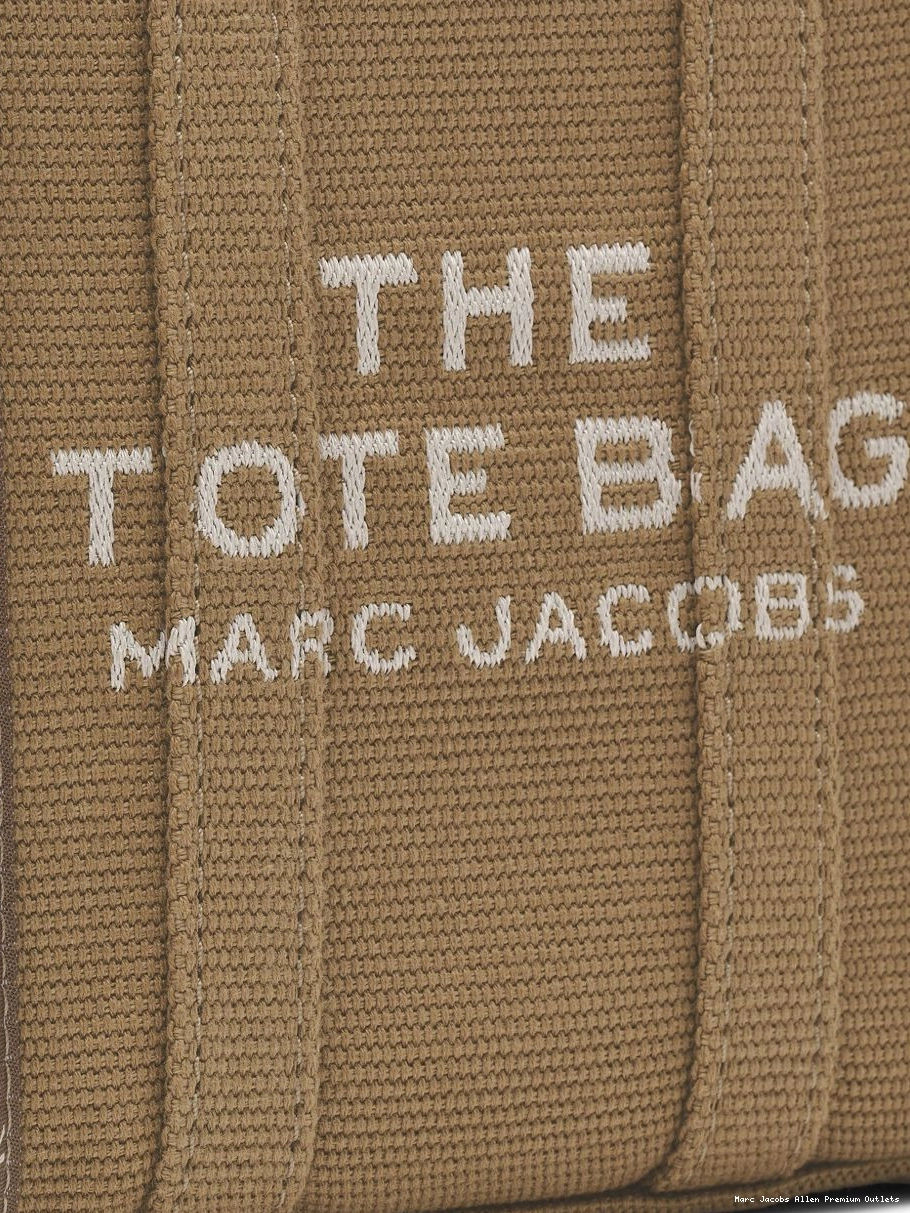 THE
TOTE BAG
MARC JACOBS
Marc Jacobs Allen Premium Outlets